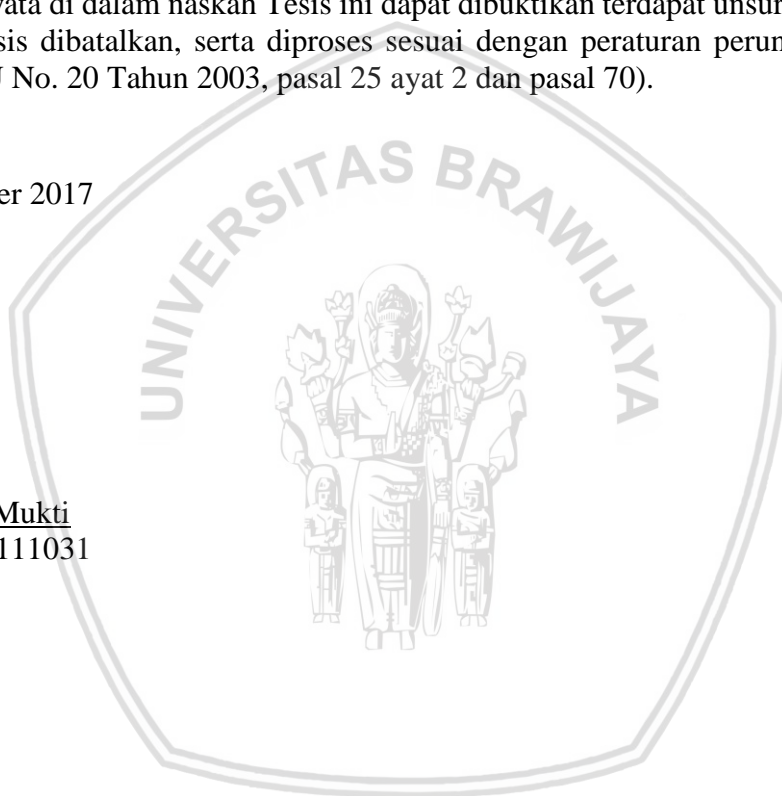 ata di dalam naskah Tesis ini dapat dibuktikan terdapat unsur
sis dibatalkan, serta diproses sesuai dengan peraturan perun
No. 20 Tahun 2003, pasal 25 ayat 2 dan pasal 70).
er 2017
UNIVERSITAS BRAWIJAYA
Mukti
111031